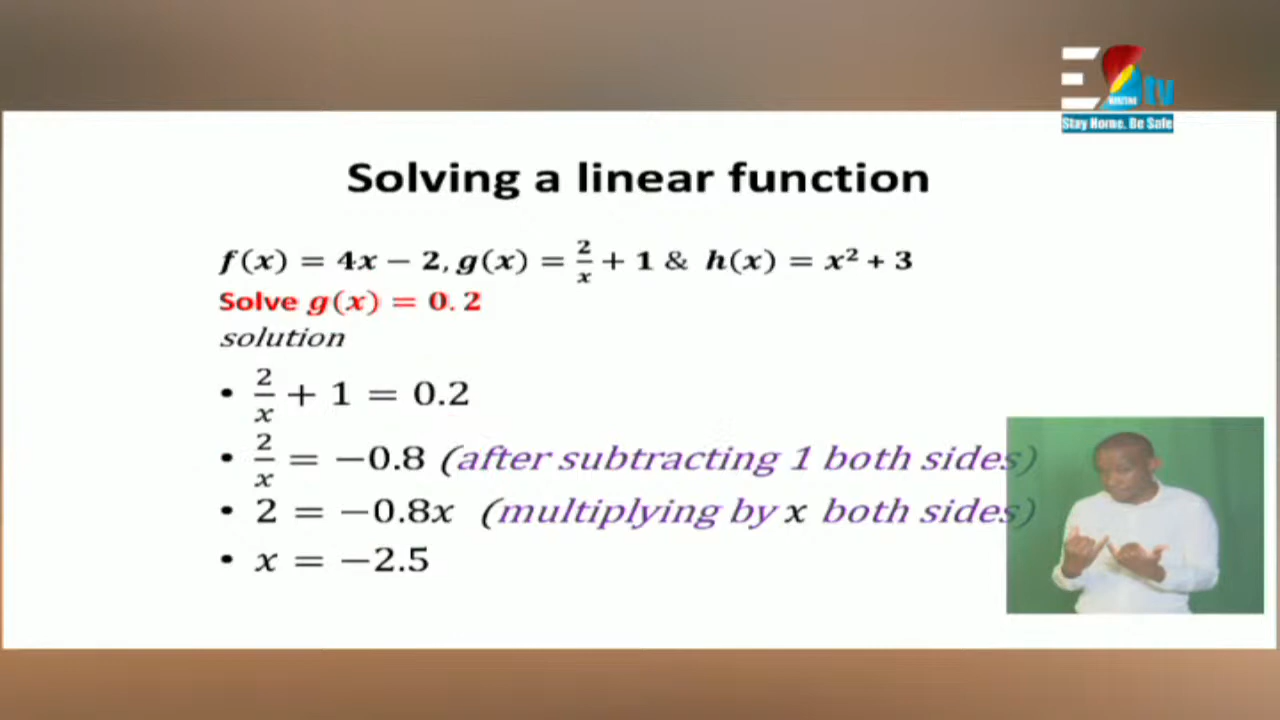 E tv
Stay Home. Be Safe
Solving a linear function
f(x) = 4x − 2, g(x) = 2/x + 1 & h(x) = x² + 3
Solve g(x) = 0.2
solution
• 2/x + 1 = 0.2
• 2/x = −0.8 (after subtracting 1 both sides)
• 2 = −0.8x (multiplying by x both sides)
• x = −2.5